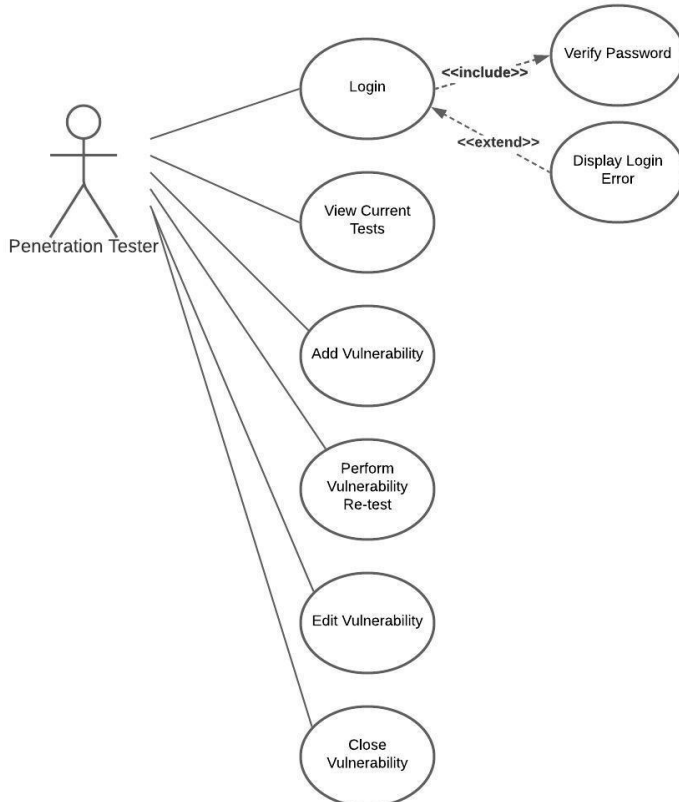 Login
<<include>>
Verify Password
<<extend>>
Display Login
Error
Penetration Tester
View Current
Tests
Add Vulnerability
Perform
Vulnerability
Re-test
Edit Vulnerability
Close
Vulnerability